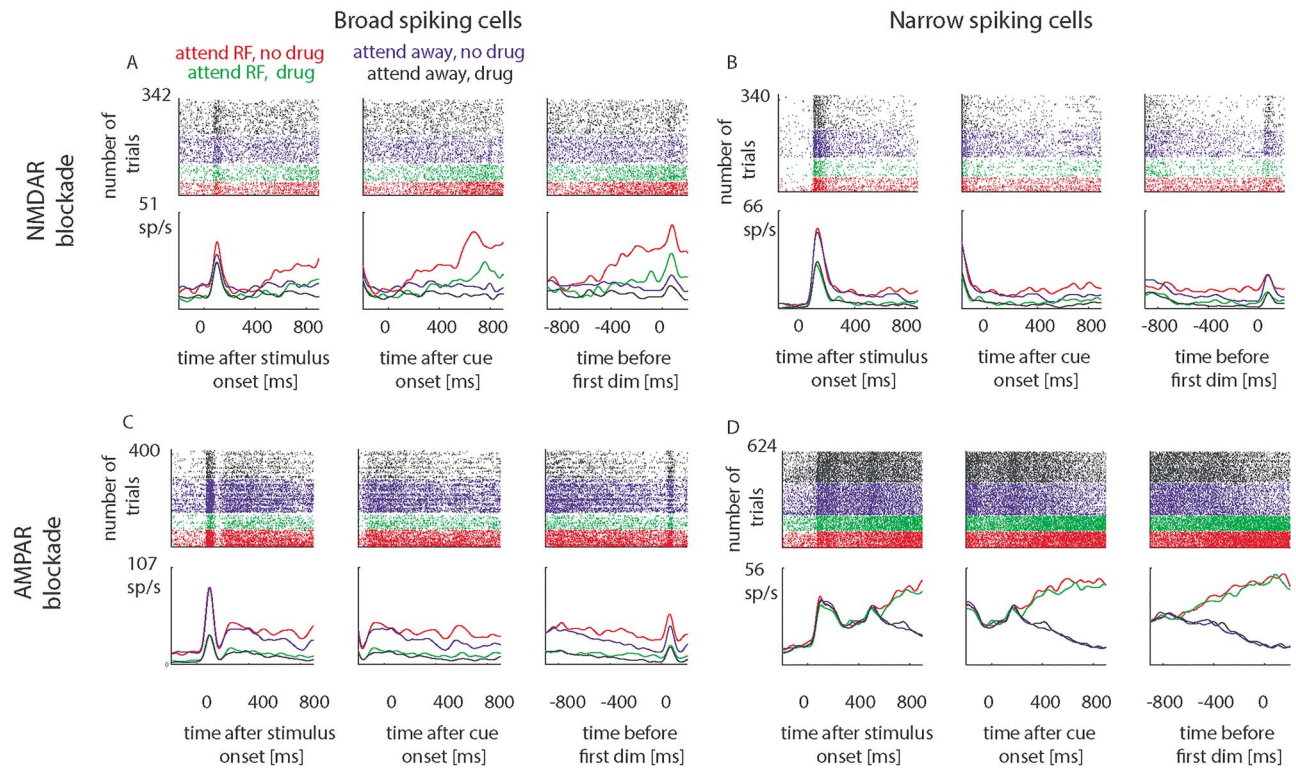 Broad spiking cells
Narrow spiking cells
NMDAR
blockade
AMPAR
blockade
A
attend RF, no drug
attend RF, drug
attend away, no drug
attend away, drug
342
number of
trials
51
sp/s
0 400 800
time after stimulus
onset [ms]
0 400 800
time after cue
onset [ms]
-800 -400 0
time before
first dim [ms]
B
340
number of
trials
66
sp/s
0 400 800
time after stimulus
onset [ms]
0 400 800
time after cue
onset [ms]
-800 -400 0
time before
first dim [ms]
C
400
number of
trials
107
sp/s
0
0 400 800
time after stimulus
onset [ms]
0 400 800
time after cue
onset [ms]
-800 -400 0
time before
first dim [ms]
D
624
number of
trials
56
sp/s
0 400 800
time after stimulus
onset [ms]
0 400 800
time after cue
onset [ms]
-800 -400 0
time before
first dim [ms]